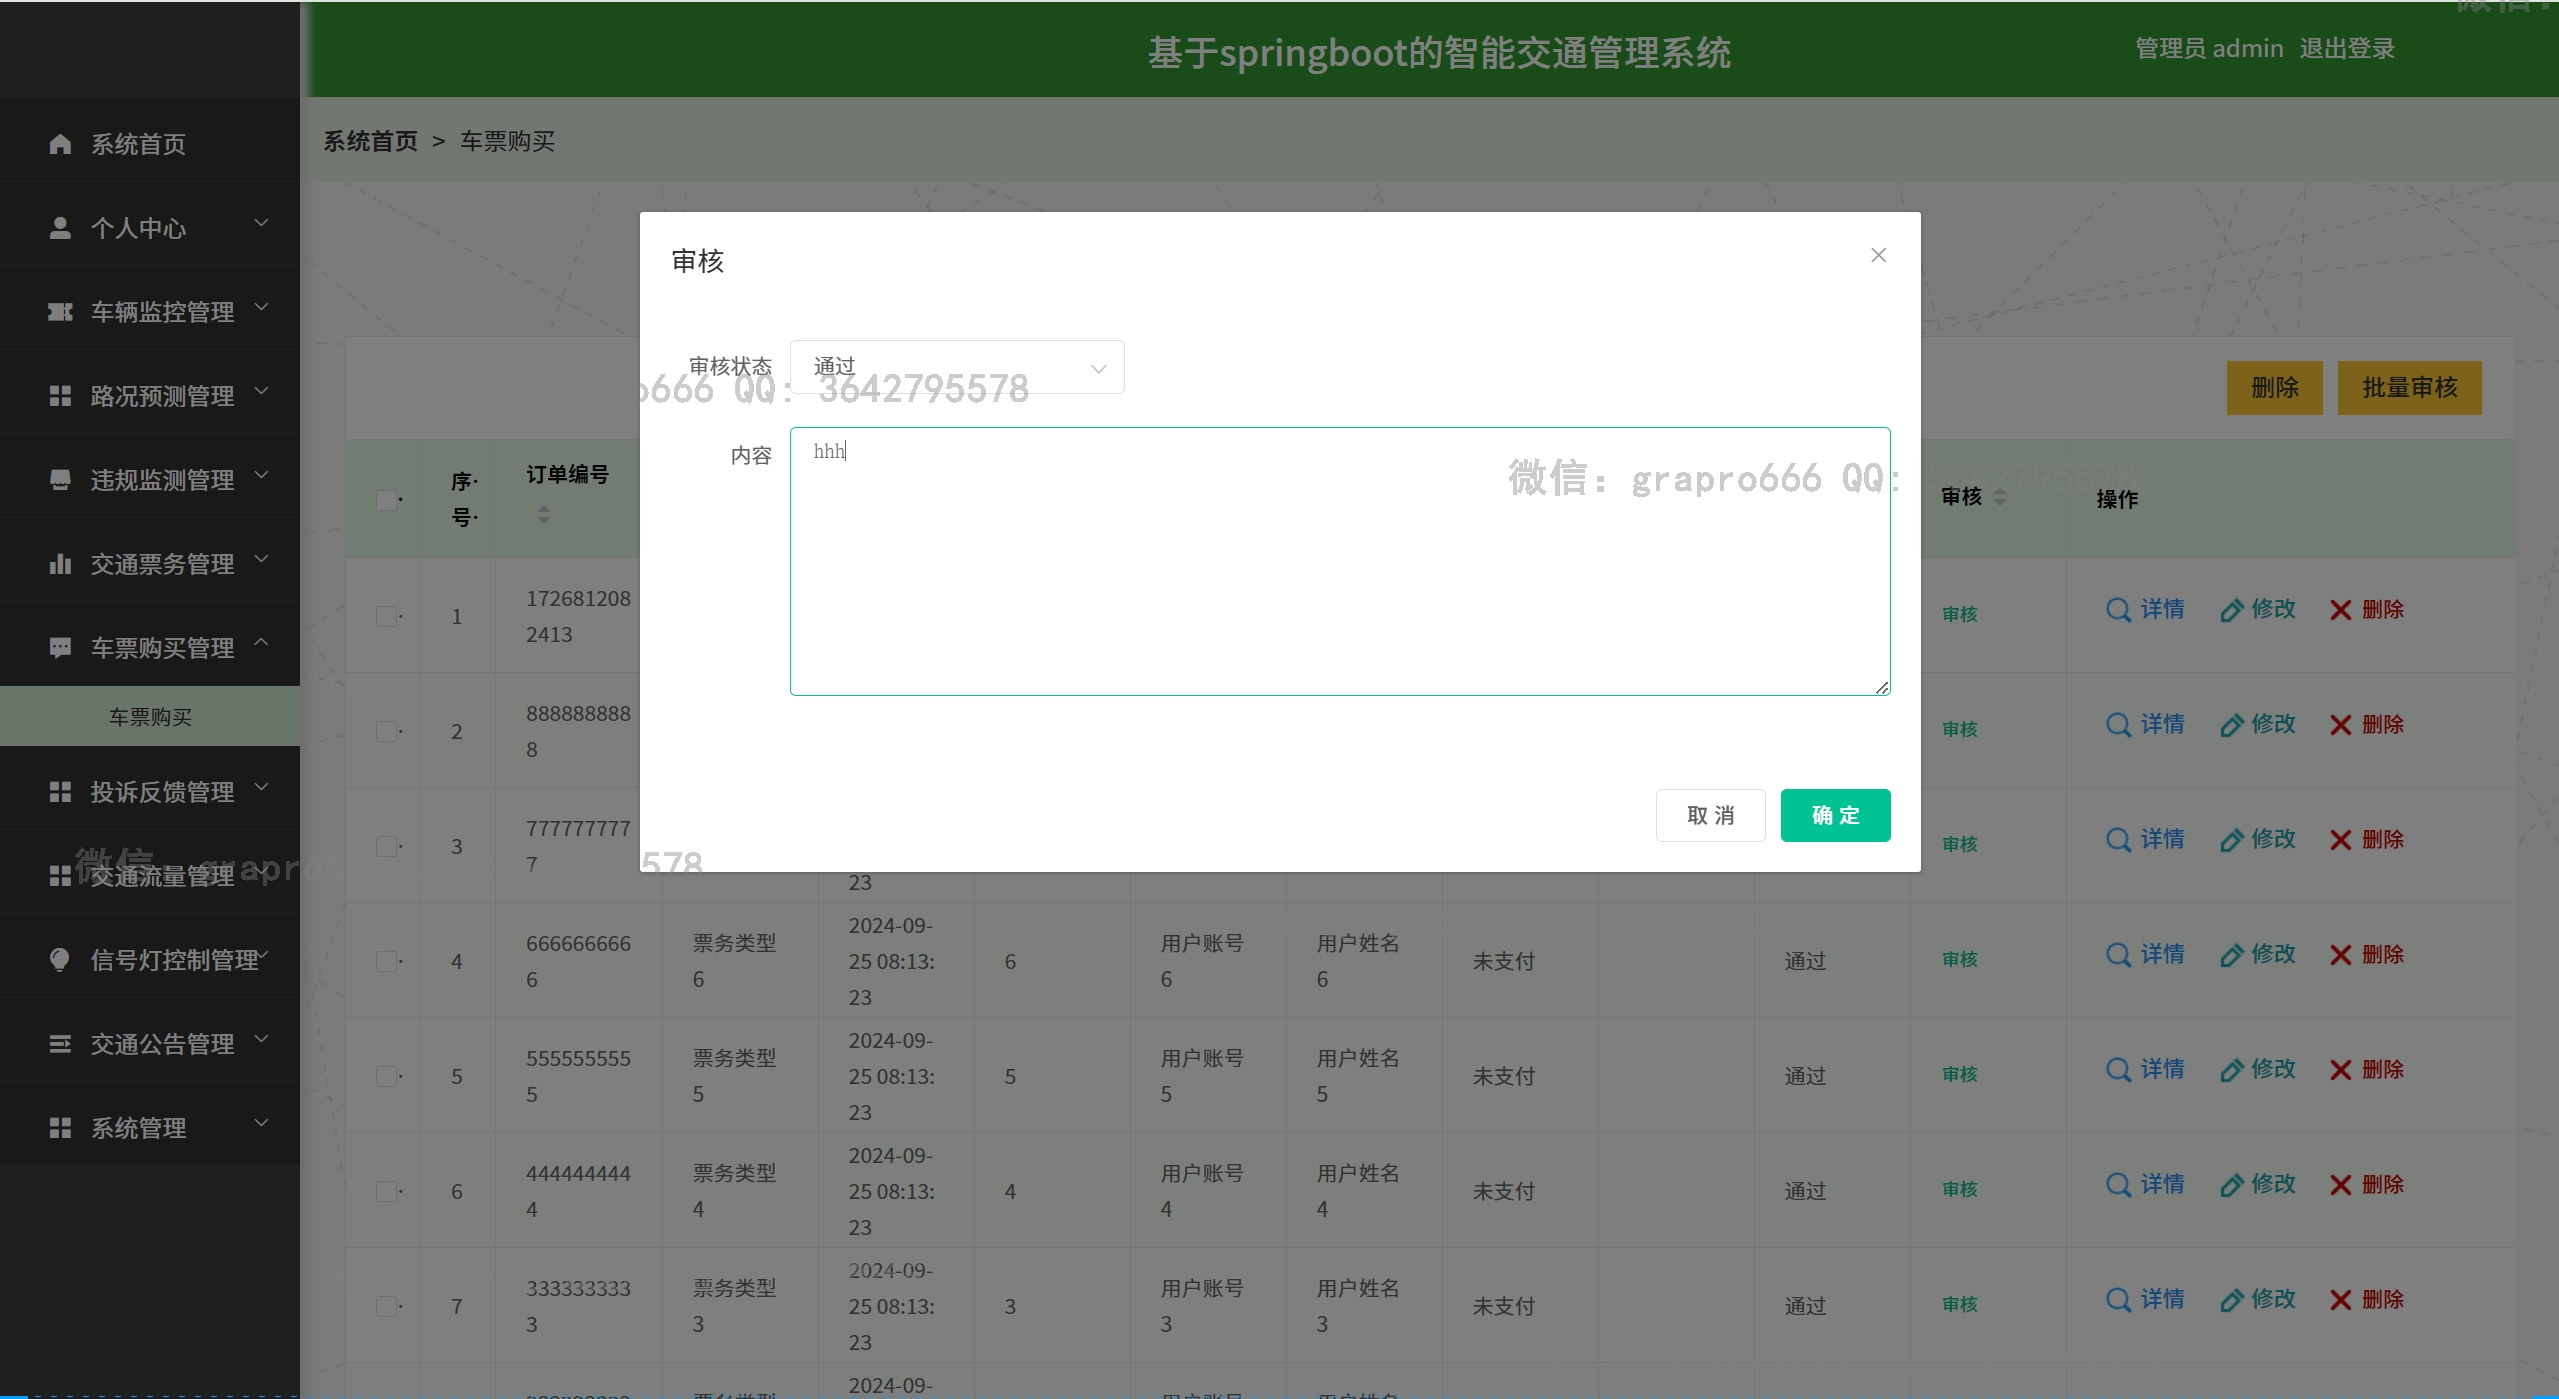 基于springboot的智能交通管理系统
管理员 admin 退出登录
系统首页
个人中心
车辆监控管理
路况预测管理
违规监测管理
交通票务管理
车票购买管理
车票购买
投诉反馈管理
交通流量管理
信号灯控制管理
交通公告管理
系统管理
系统首页 > 车票购买
删除 批量审核
审核
审核状态 通过
内容 hhh
取消 确定
o666 QQ: 3642795578
微信: grapro666 QQ: 3642795578
微信: grapro66
578
序号 订单编号 审核 操作
1 1726812082413 审核 详情 修改 删除
2 8888888888 审核 详情 修改 删除
3 7777777777 23 审核 详情 修改 删除
4 6666666666 票务类型6 2024-09-25 08:13:23 6 用户账号6 用户姓名6 未支付 通过 审核 详情 修改 删除
5 5555555555 票务类型5 2024-09-25 08:13:23 5 用户账号5 用户姓名5 未支付 通过 审核 详情 修改 删除
6 4444444444 票务类型4 2024-09-25 08:13:23 4 用户账号4 用户姓名4 未支付 通过 审核 详情 修改 删除
7 3333333333 票务类型3 2024-09-25 08:13:23 3 用户账号3 用户姓名3 未支付 通过 审核 详情 修改 删除
2024-09-